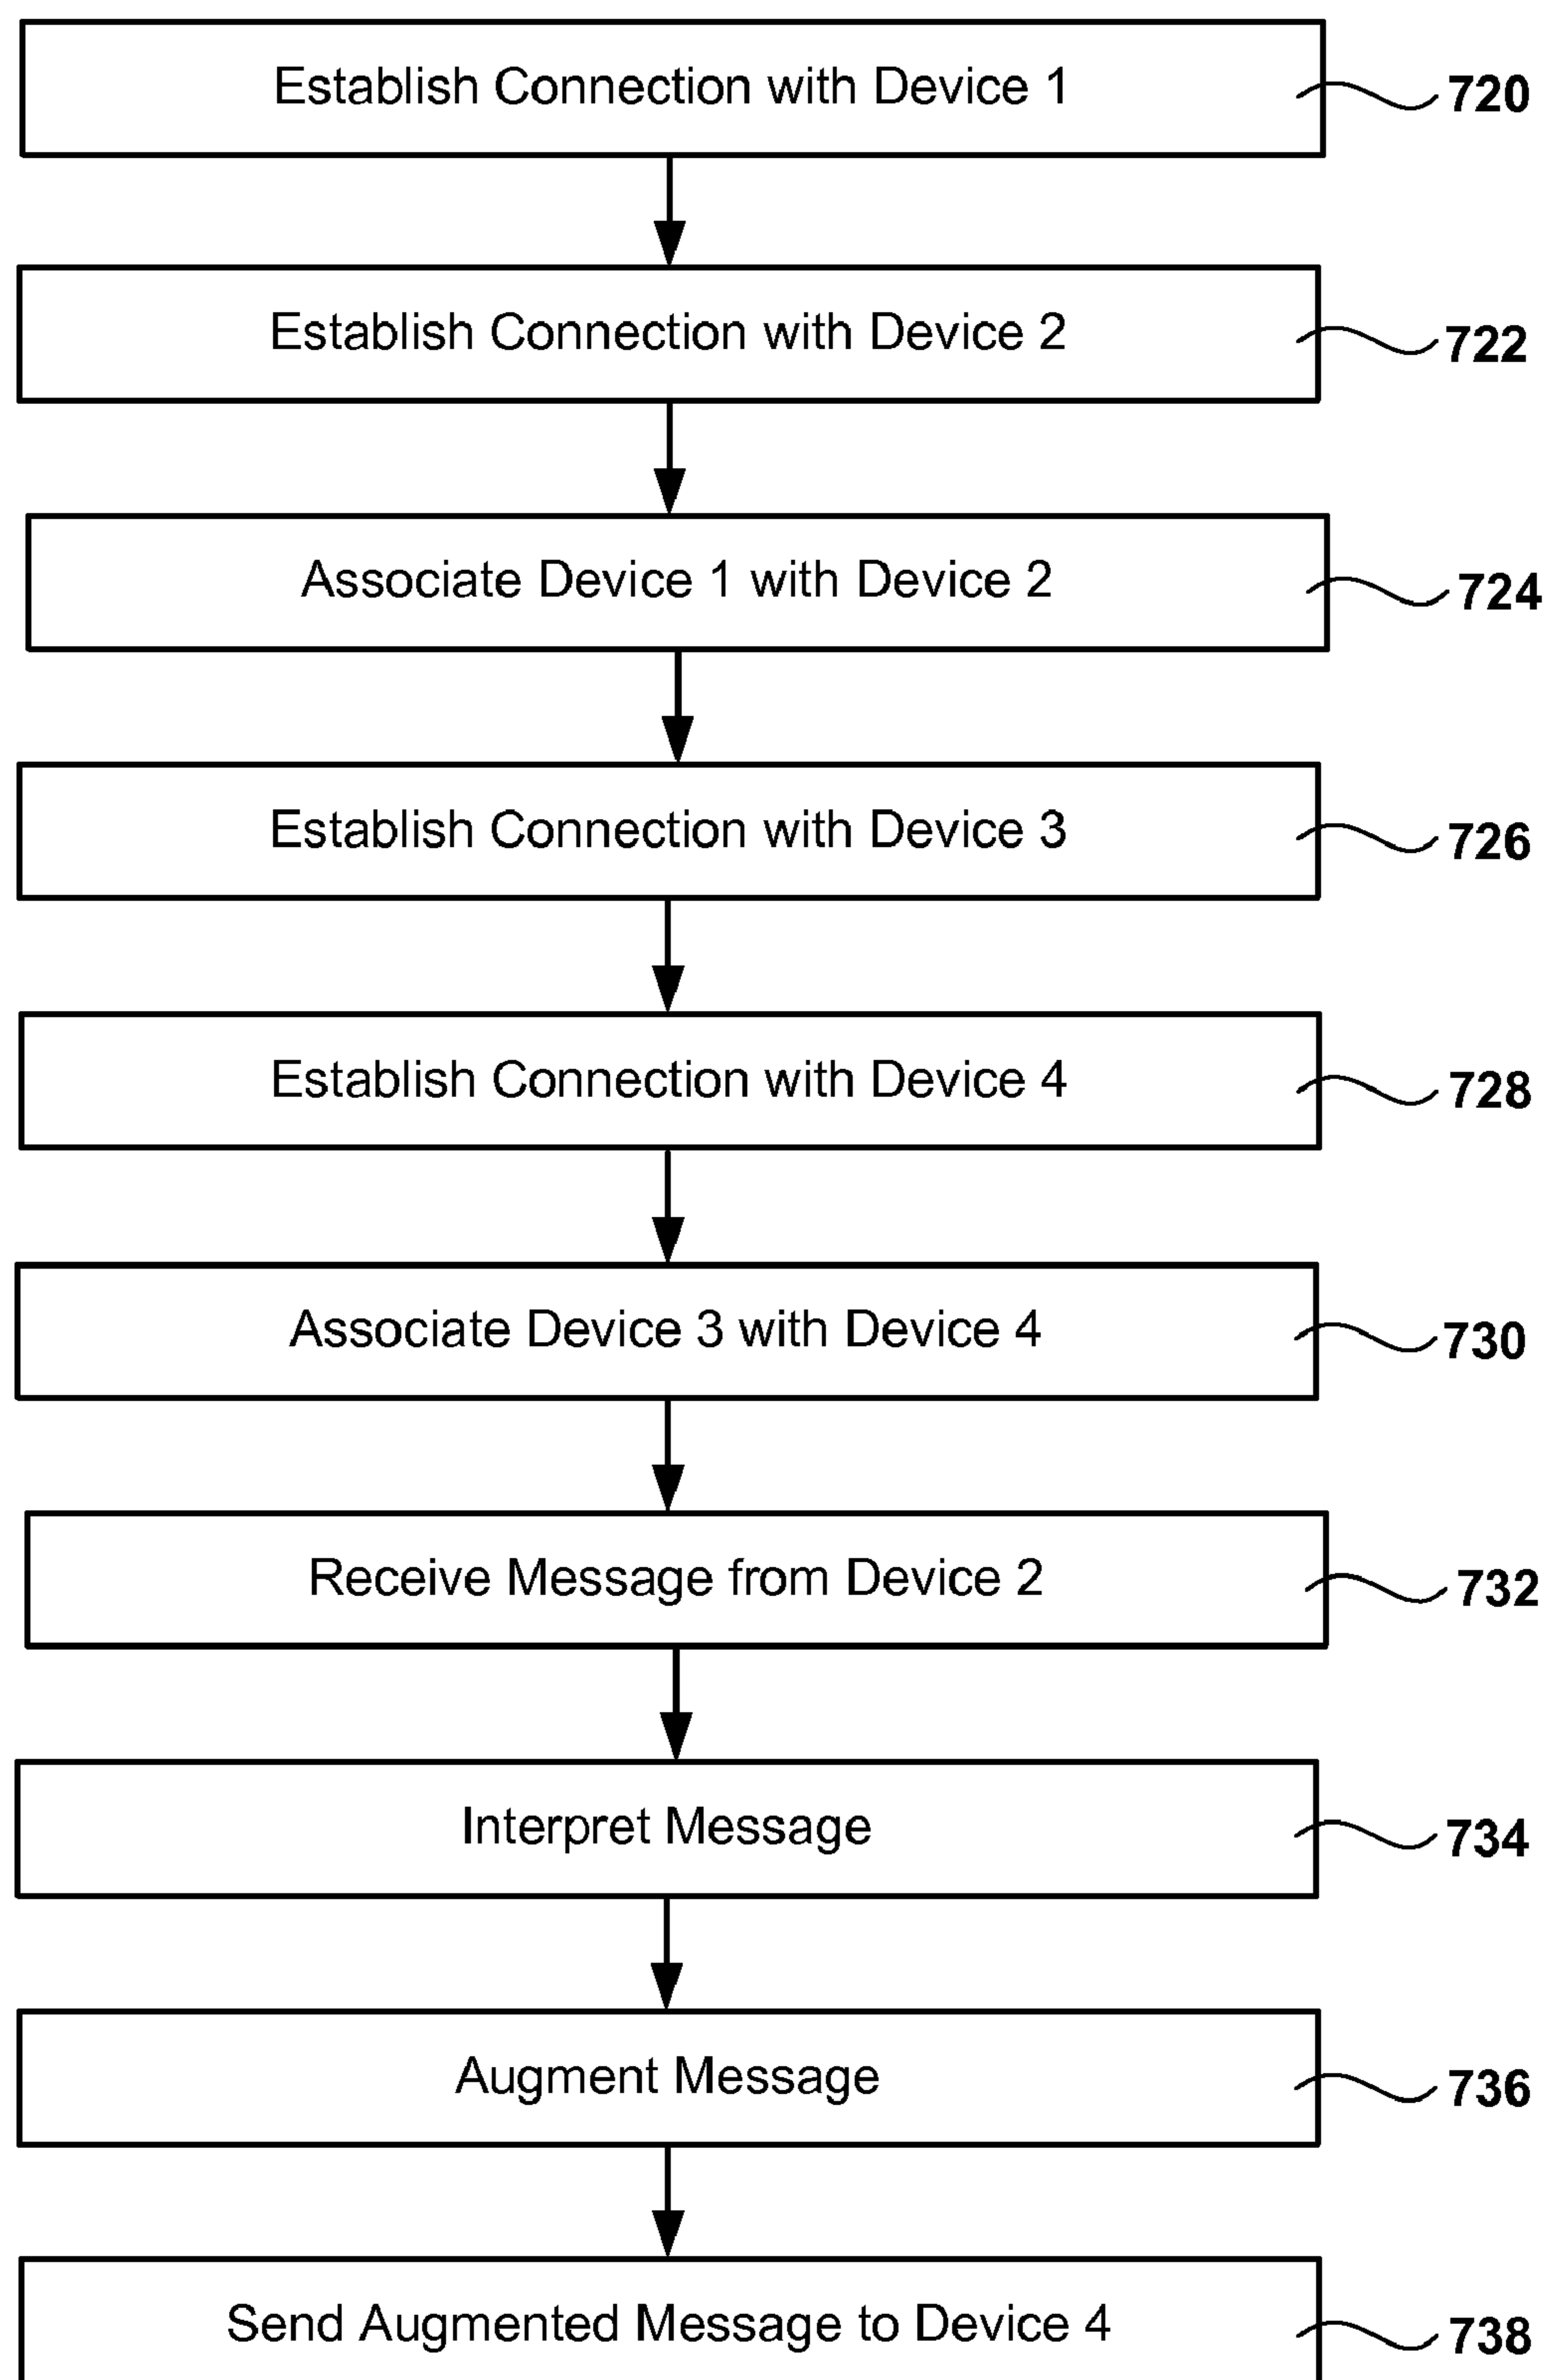 Establish Connection with Device 1 720
Establish Connection with Device 2 722
Associate Device 1 with Device 2 724
Establish Connection with Device 3 726
Establish Connection with Device 4 728
Associate Device 3 with Device 4 730
Receive Message from Device 2 732
Interpret Message 734
Augment Message 736
Send Augmented Message to Device 4 738